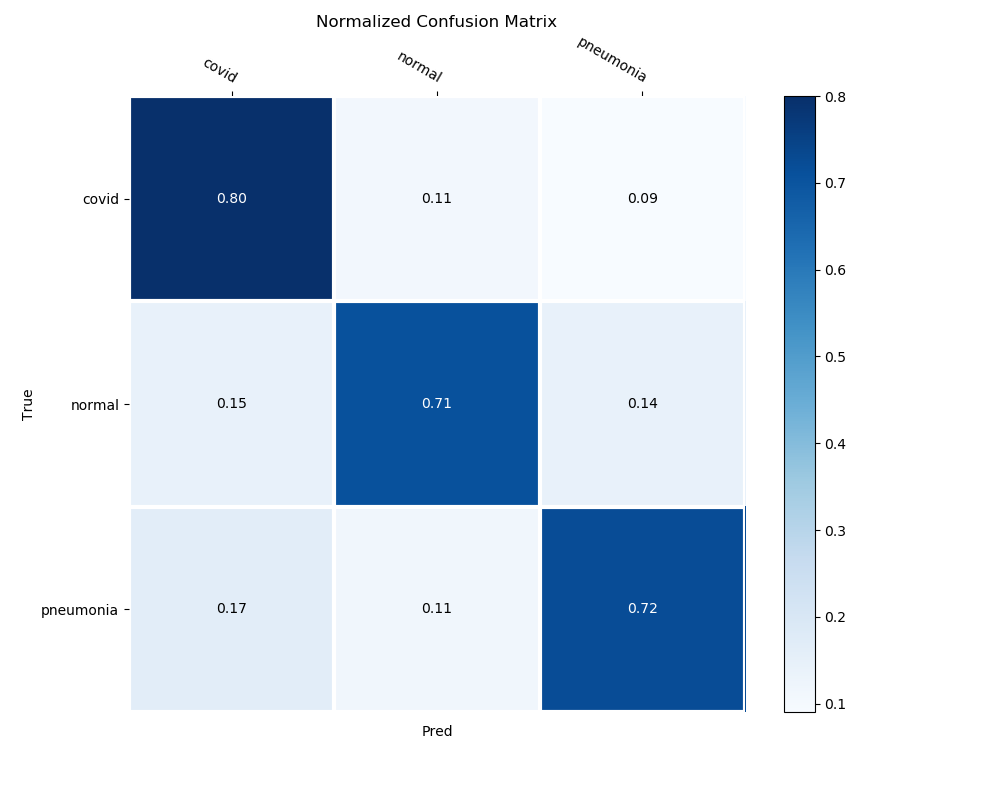 Normalized Confusion Matrix
covid normal pneumonia
covid 0.80 0.11 0.09
normal 0.15 0.71 0.14
pneumonia 0.17 0.11 0.72
True
Pred
0.8
0.7
0.6
0.5
0.4
0.3
0.2
0.1